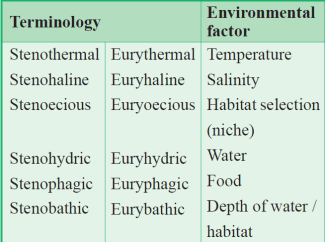 Terminology Environmental factor
Stenothermal Eurythermal Temperature
Stenohaline Euryhaline Salinity
Stenoecious Euryoecious Habitat selection
(niche)
Stenohydric Euryhydric Water
Stenophagic Euryphagic Food
Stenobathic Eurybathic Depth of water /
habitat